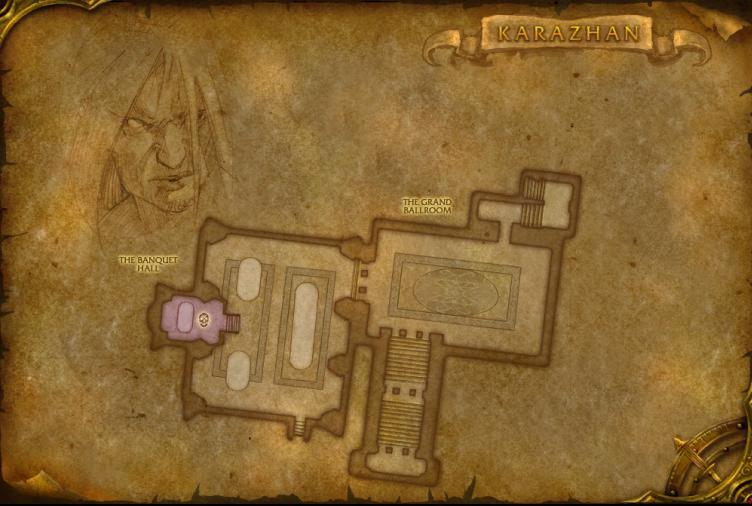 KARAZHAN
THE GRAND
BALLROOM
THE BANQUET
HALL